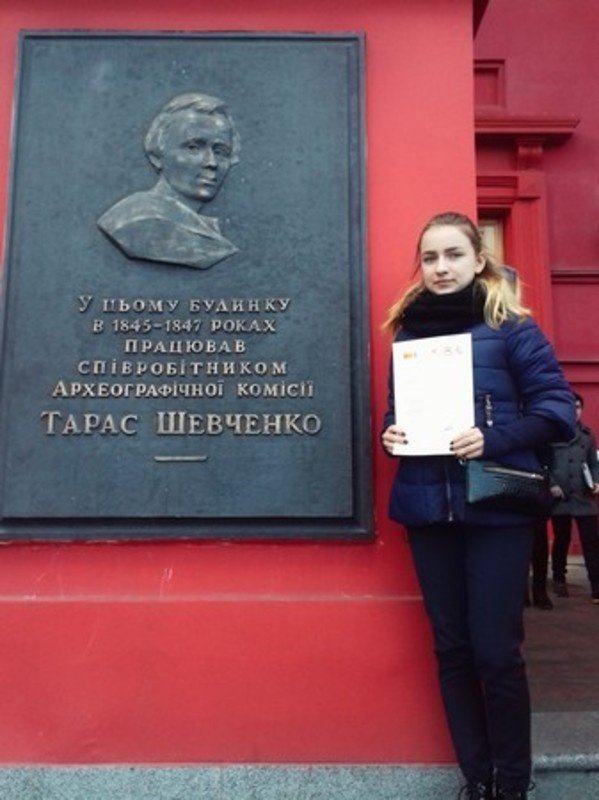 У ЦЬОМУ БУДИНКУ
В 1845–1847 РОКАХ
ПРАЦЮВАВ
СПІВРОБІТНИКОМ
АРХЕОГРАФІЧНОЇ КОМІСІЇ
ТАРАС ШЕВЧЕНКО